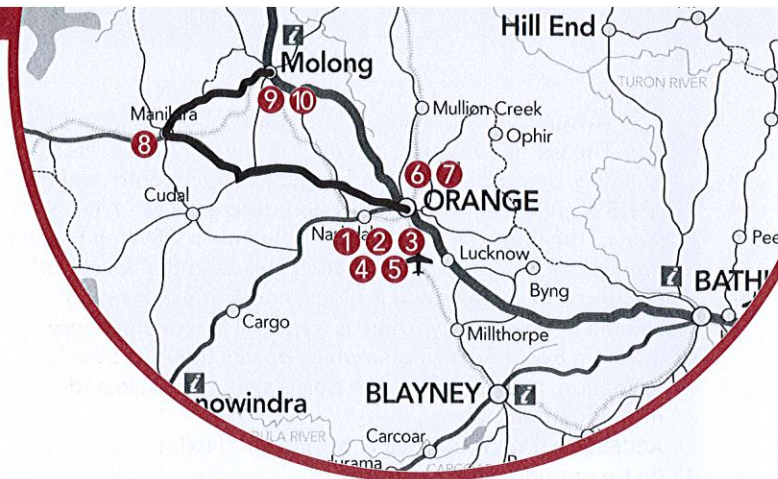 Hill End
i
Molong
TURON RIVER
9 10
Mullion Creek
Ophir
8
6 7
Cudal
ORANGE
1 2 3
4 5
Lucknow
Byng
i
Cargo
Millthorpe
i
BLAYNEY
i
Carcoar